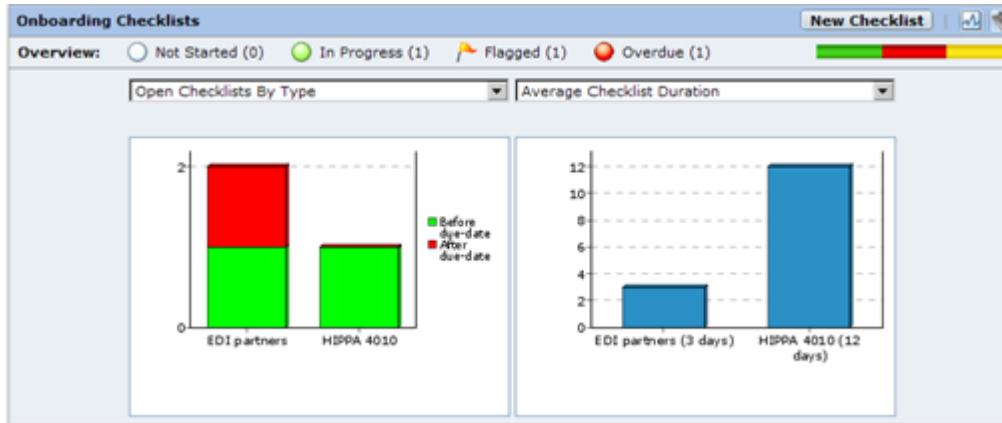 Onboarding Checklists New Checklist
Overview: Not Started (0) In Progress (1) Flagged (1) Overdue (1)
Open Checklists By Type Average Checklist Duration
2
0
EDI partners HIPPA 4010
Before
due-date
After
due-date
12
10
8
6
4
2
0
EDI partners (3 days) HIPPA 4010 (12
days)